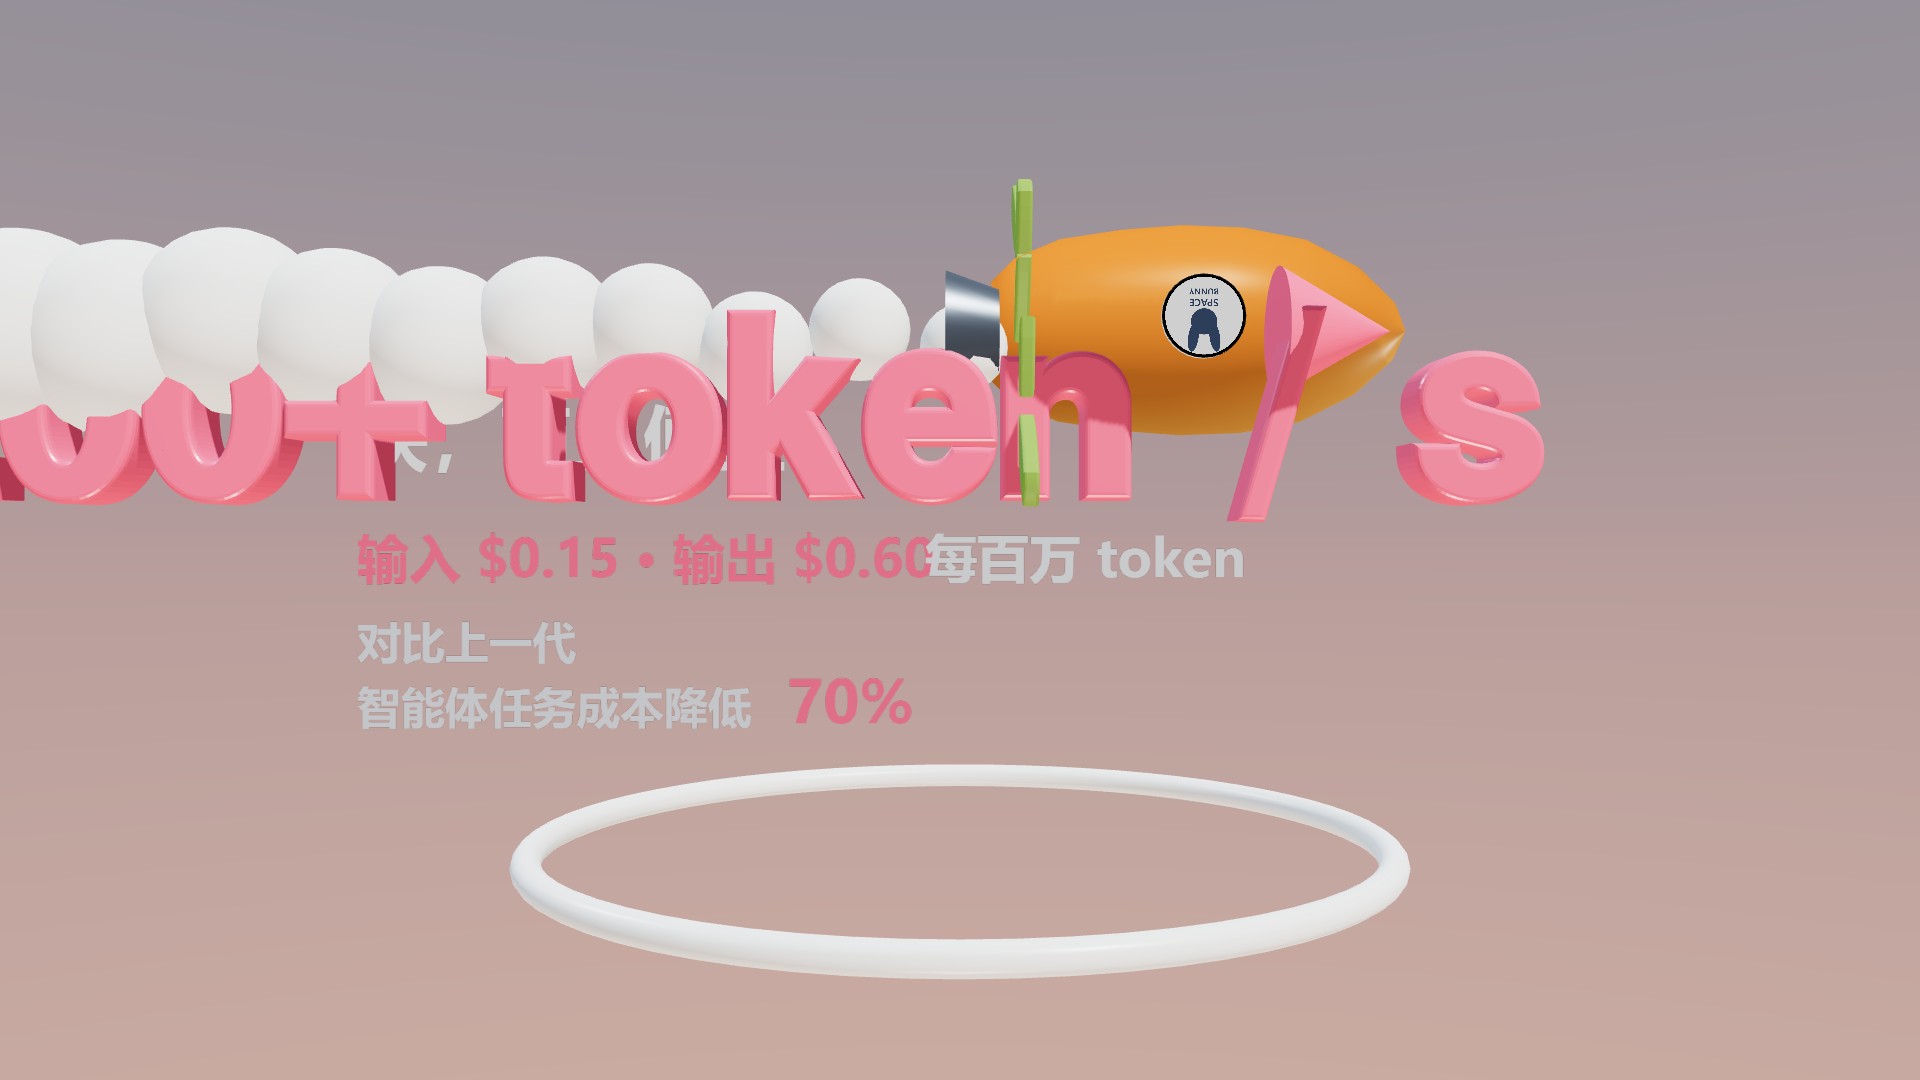 SPACE
BUNNY
token/s
输入 $0.15 • 输出 $0.60 每百万 token
对比上一代
智能体任务成本降低 70%